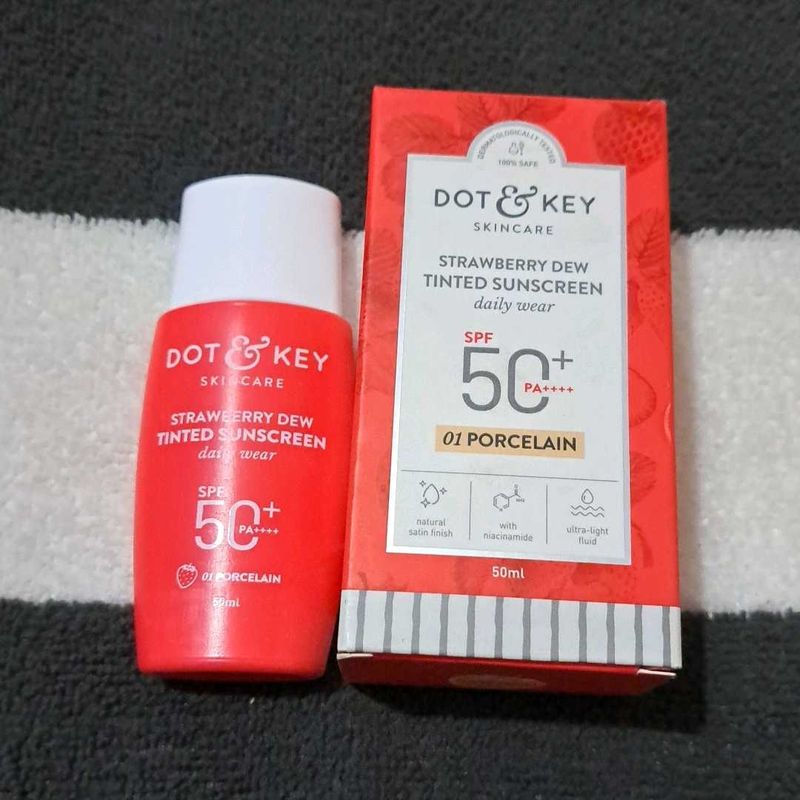 DOT & KEY
SKINCARE
STRAWBERRY DEW
TINTED SUNSCREEN
daily wear
SPF
50+
PA++++
01 PORCELAIN
50ml
DERMATOLOGICALLY TESTED
100% SAFE
DOT & KEY
SKINCARE
STRAWBERRY DEW
TINTED SUNSCREEN
daily wear
SPF
50+
PA++++
01 PORCELAIN
natural
satin finish
with
niacinamide
ultra-light
fluid
50ml